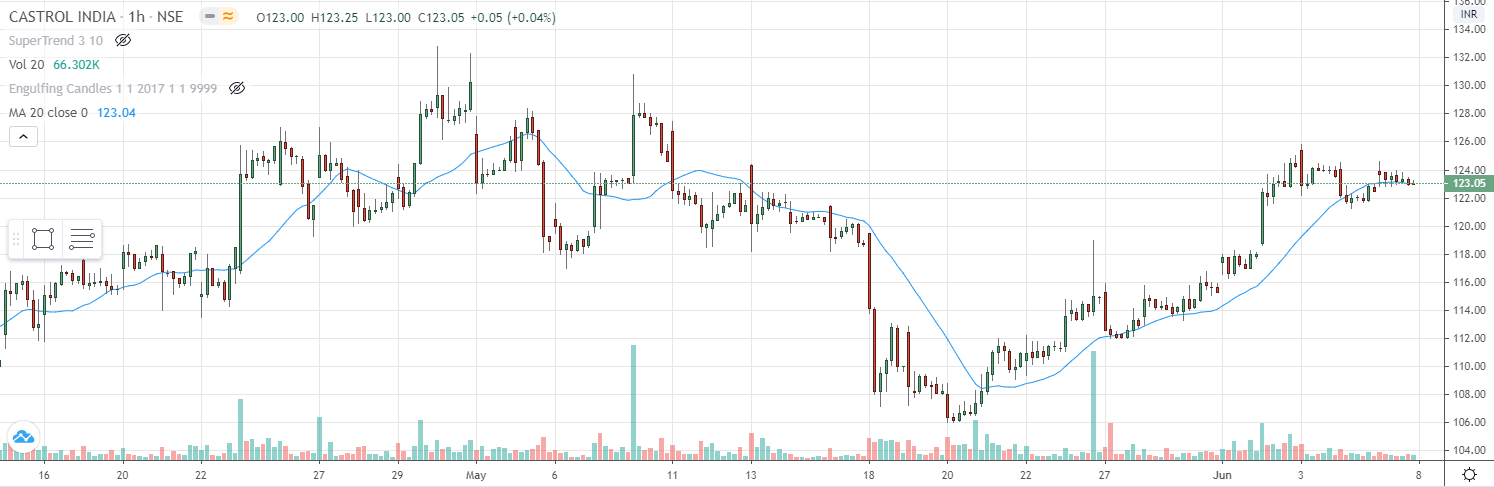 CASTROL INDIA · 1h · NSE O123.00 H123.25 L123.00 C123.05 +0.05 (+0.04%)
SuperTrend 3 10
Vol 20 66.302K
Engulfing Candles 1 1 2017 1 1 9999
MA 20 close 0 123.04
136.00
INR
134.00
132.00
130.00
128.00
126.00
124.00
123.05
122.00
120.00
118.00
116.00
114.00
112.00
110.00
108.00
106.00
104.00
16 20 22 27 29 May 6 11 13 18 20 22 27 Jun 3 8